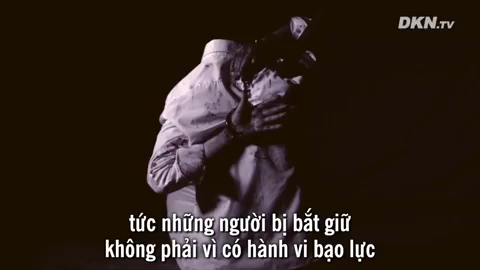 DKN.TV
tức những người bị bắt giữ
không phải vì có hành vi bạo lực